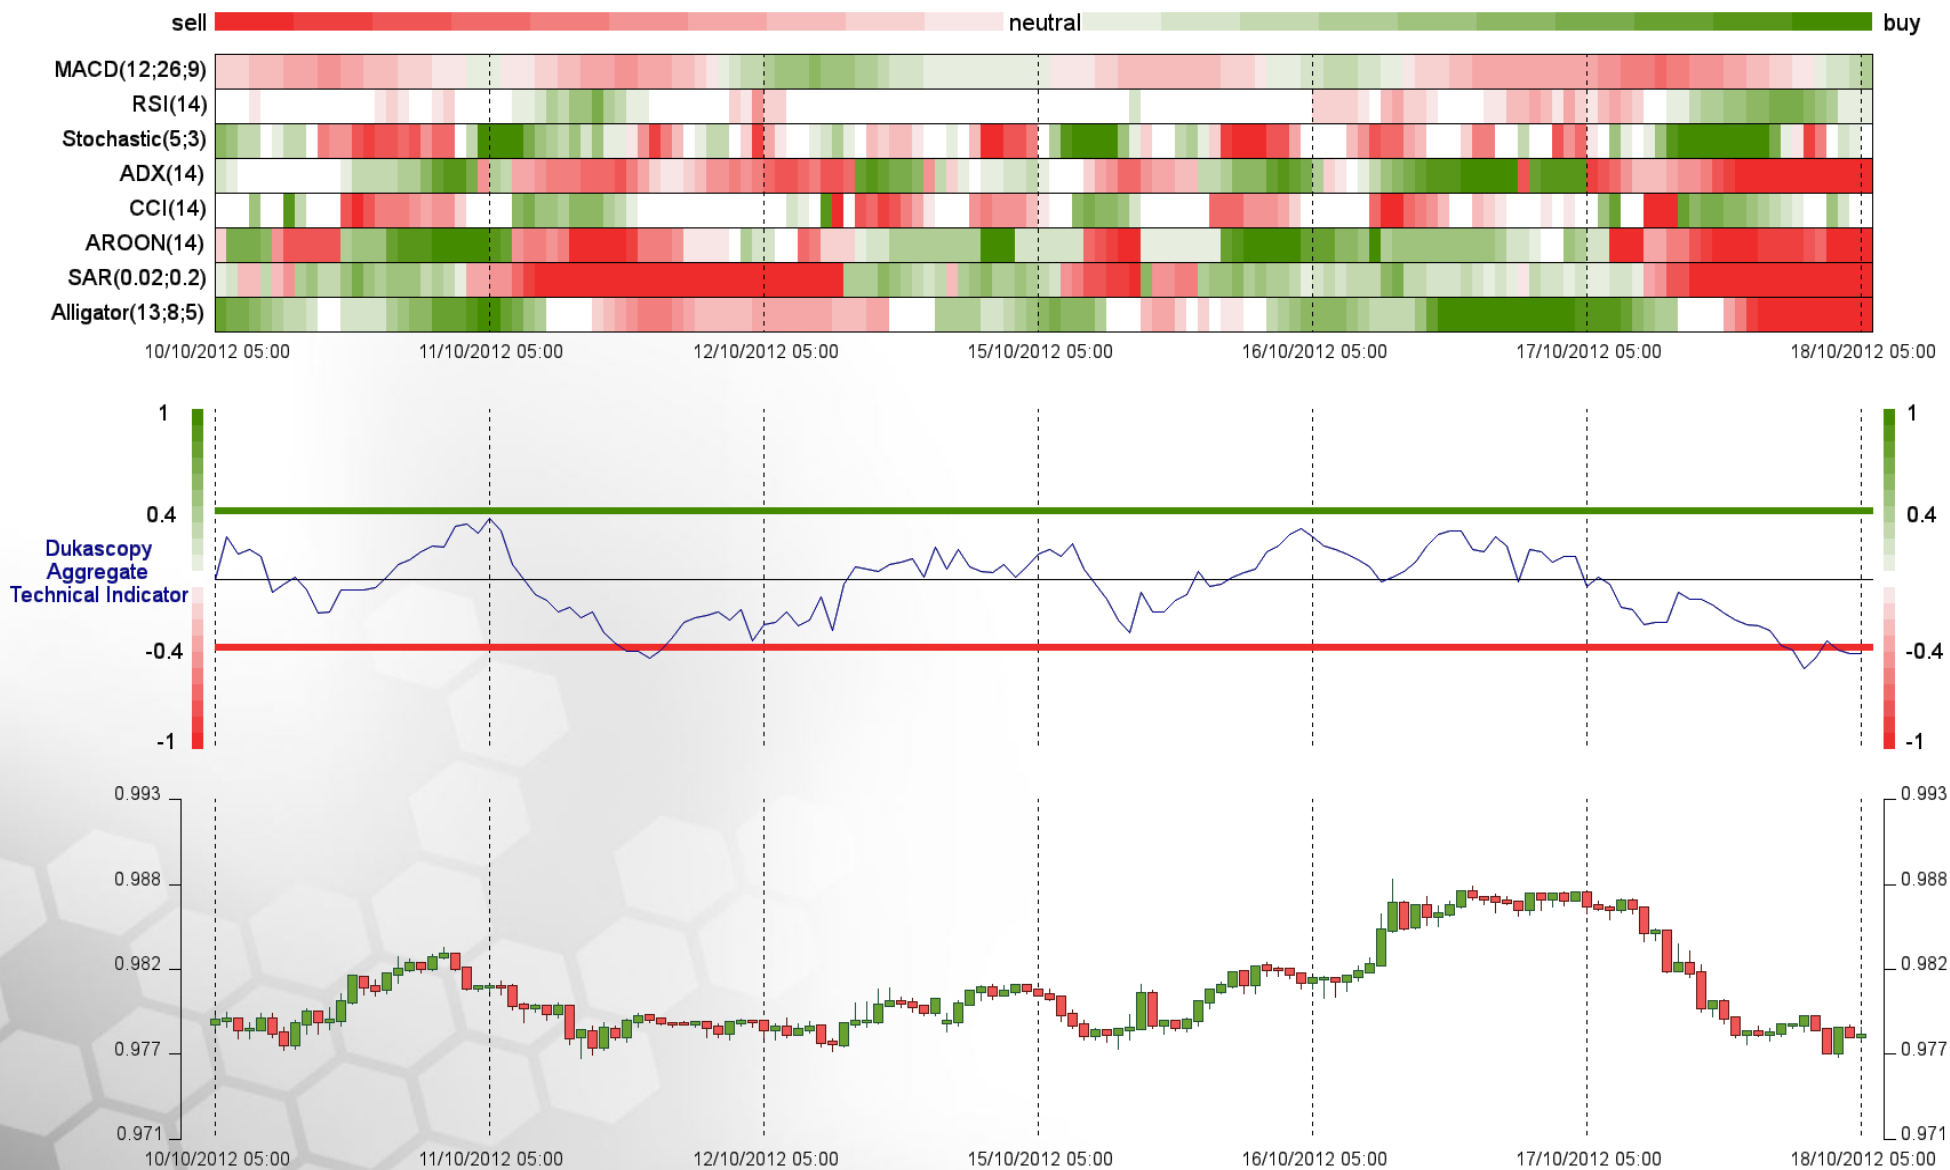 sell neutral buy
MACD(12;26;9)
RSI(14)
Stochastic(5;3)
ADX(14)
CCI(14)
AROON(14)
SAR(0.02;0.2)
Alligator(13;8;5)
10/10/2012 05:00 11/10/2012 05:00 12/10/2012 05:00 15/10/2012 05:00 16/10/2012 05:00 17/10/2012 05:00 18/10/2012 05:00
1 1
0.4 0.4
Dukascopy
Aggregate
Technical Indicator
-0.4 -0.4
-1 -1
0.993 0.993
0.988 0.988
0.982 0.982
0.977 0.977
0.971 0.971
10/10/2012 05:00 11/10/2012 05:00 12/10/2012 05:00 15/10/2012 05:00 16/10/2012 05:00 17/10/2012 05:00 18/10/2012 05:00